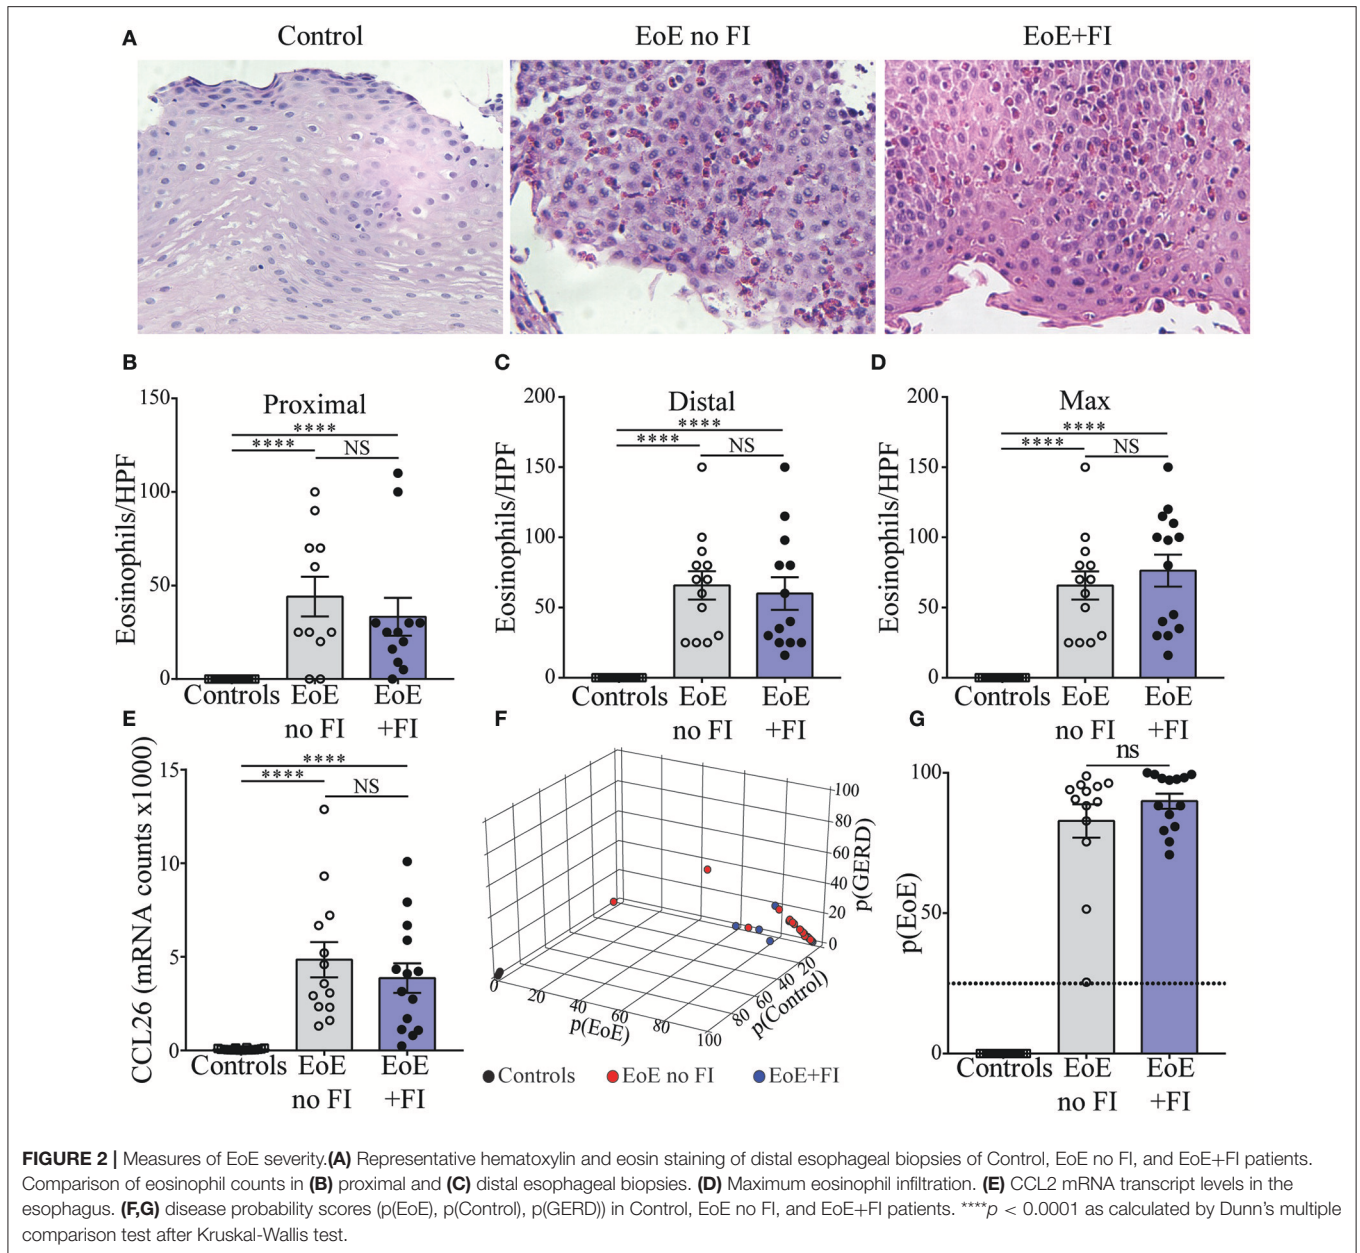 A
Control
EoE no FI
EoE+FI
B
Proximal
Eosinophils/HPF
150
100
50
0
****
****
NS
Controls
EoE
no FI
EoE
+FI
C
Distal
Eosinophils/HPF
200
150
100
50
0
****
****
NS
Controls
EoE
no FI
EoE
+FI
D
Max
Eosinophils/HPF
200
150
100
50
0
****
****
NS
Controls
EoE
no FI
EoE
+FI
E
CCL26 (mRNA counts x1000)
15
10
5
0
****
****
NS
Controls
EoE
no FI
EoE
+FI
F
100
80
60
40
20
0
p(GERD)
20
40
60
80
p(Control)
0
20
40
60
80
100
p(EoE)
Controls
EoE no FI
EoE+FI
G
p(EoE)
100
50
0
ns
Controls
EoE
no FI
EoE
+FI
FIGURE 2 | Measures of EoE severity.(A) Representative hematoxylin and eosin staining of distal esophageal biopsies of Control, EoE no FI, and EoE+FI patients.
Comparison of eosinophil counts in (B) proximal and (C) distal esophageal biopsies. (D) Maximum eosinophil infiltration. (E) CCL2 mRNA transcript levels in the
esophagus. (F,G) disease probability scores (p(EoE), p(Control), p(GERD)) in Control, EoE no FI, and EoE+FI patients. ****p < 0.0001 as calculated by Dunn's multiple
comparison test after Kruskal-Wallis test.